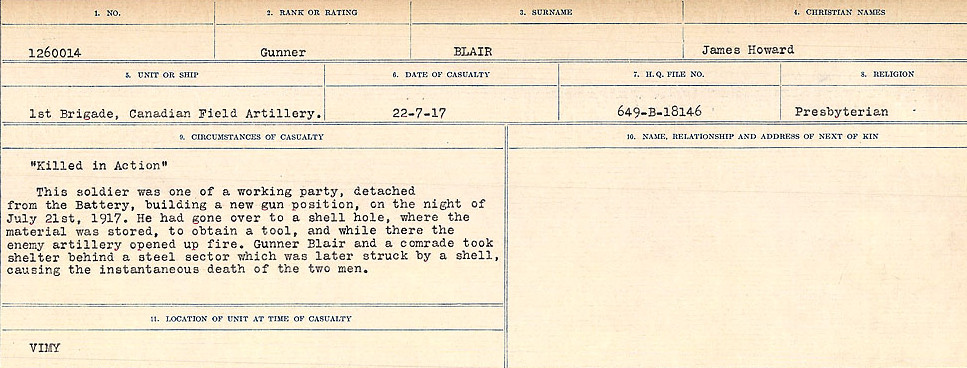 1. NO. 2. RANK OR RATING 3. SURNAME 4. CHRISTIAN NAMES
1260014 Gunner BLAIR James Howard
5. UNIT OR SHIP 6. DATE OF CASUALTY 7. H.Q. FILE NO. 8. RELIGION
1st Brigade, Canadian Field Artillery. 22-7-17 649-B-18146 Presbyterian
9. CIRCUMSTANCES OF CASUALTY 10. NAME, RELATIONSHIP AND ADDRESS OF NEXT OF KIN
"Killed in Action"
This soldier was one of a working party, detached
from the Battery, building a new gun position, on the night of
July 21st, 1917. He had gone over to a shell hole, where the
material was stored, to obtain a tool, and while there the
enemy artillery opened up fire. Gunner Blair and a comrade took
shelter behind a steel sector which was later struck by a shell,
causing the instantaneous death of the two men.
11. LOCATION OF UNIT AT TIME OF CASUALTY
VIMY